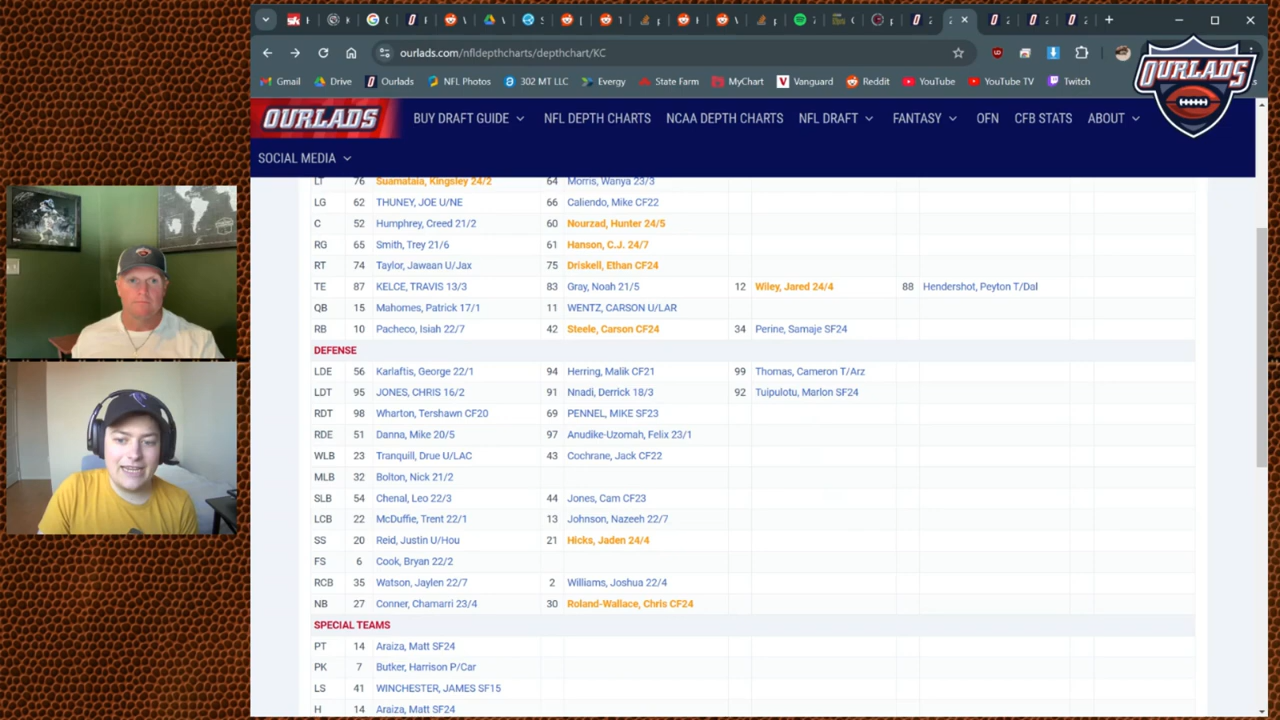 ourlads.com/nfldepthcharts/depthchart/KC
Gmail Drive Ourlads NFL Photos 302 MT LLC Evergy State Farm MyChart Vanguard Reddit YouTube YouTube TV Twitch
OURLADS
OURLADS BUY DRAFT GUIDE NFL DEPTH CHARTS NCAA DEPTH CHARTS NFL DRAFT FANTASY OFN CFB STATS ABOUT
SOCIAL MEDIA
LT 76 Suamataia, Kingsley 24/2 64 Morris, Wanya 23/3
LG 62 THUNEY, JOE U/NE 66 Caliendo, Mike CF22
C 52 Humphrey, Creed 21/2 60 Nourzad, Hunter 24/5
RG 65 Smith, Trey 21/6 61 Hanson, C.J. 24/7
RT 74 Taylor, Jawaan U/Jax 75 Driskell, Ethan CF24
TE 87 KELCE, TRAVIS 13/3 83 Gray, Noah 21/5 12 Wiley, Jared 24/4 88 Hendershot, Peyton T/Dal
QB 15 Mahomes, Patrick 17/1 11 WENTZ, CARSON U/LAR
RB 10 Pacheco, Isiah 22/7 42 Steele, Carson CF24 34 Perine, Samaje SF24
DEFENSE
LDE 56 Karlaftis, George 22/1 94 Herring, Malik CF21 99 Thomas, Cameron T/Arz
LDT 95 JONES, CHRIS 16/2 91 Nnadi, Derrick 18/3 92 Tuipulotu, Marlon SF24
RDT 98 Wharton, Tershawn CF20 69 PENNEL, MIKE SF23
RDE 51 Danna, Mike 20/5 97 Anudike-Uzomah, Felix 23/1
WLB 23 Tranquill, Drue U/LAC 43 Cochrane, Jack CF22
MLB 32 Bolton, Nick 21/2
SLB 54 Chenal, Leo 22/3 44 Jones, Cam CF23
LCB 22 McDuffie, Trent 22/1 13 Johnson, Nazeeh 22/7
SS 20 Reid, Justin U/Hou 21 Hicks, Jaden 24/4
FS 6 Cook, Bryan 22/2
RCB 35 Watson, Jaylen 22/7 2 Williams, Joshua 22/4
NB 27 Conner, Chamarri 23/4 30 Roland-Wallace, Chris CF24
SPECIAL TEAMS
PT 14 Araiza, Matt SF24
PK 7 Butker, Harrison P/Car
LS 41 WINCHESTER, JAMES SF15
H 14 Araiza, Matt SF24